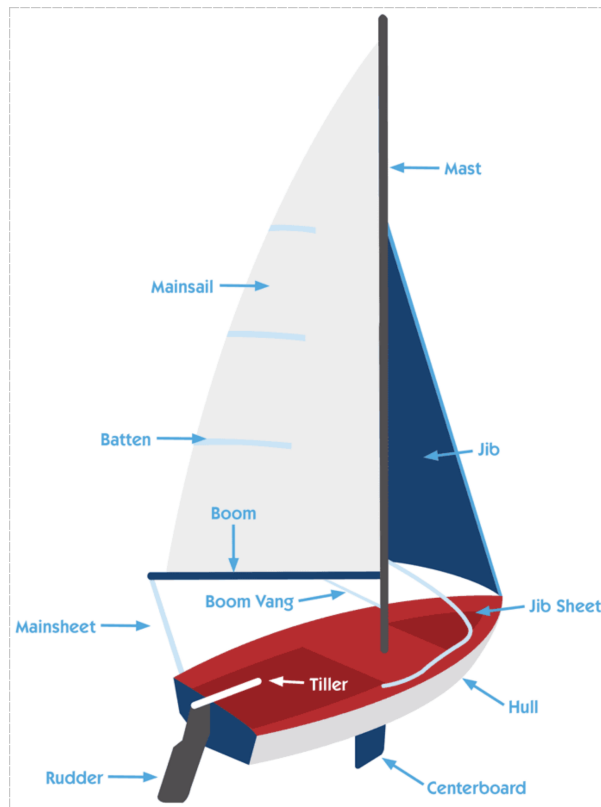 Mast
Mainsail
Batten
Jib
Boom
Boom Vang
Jib Sheet
Mainsheet
Tiller
Hull
Rudder
Centerboard